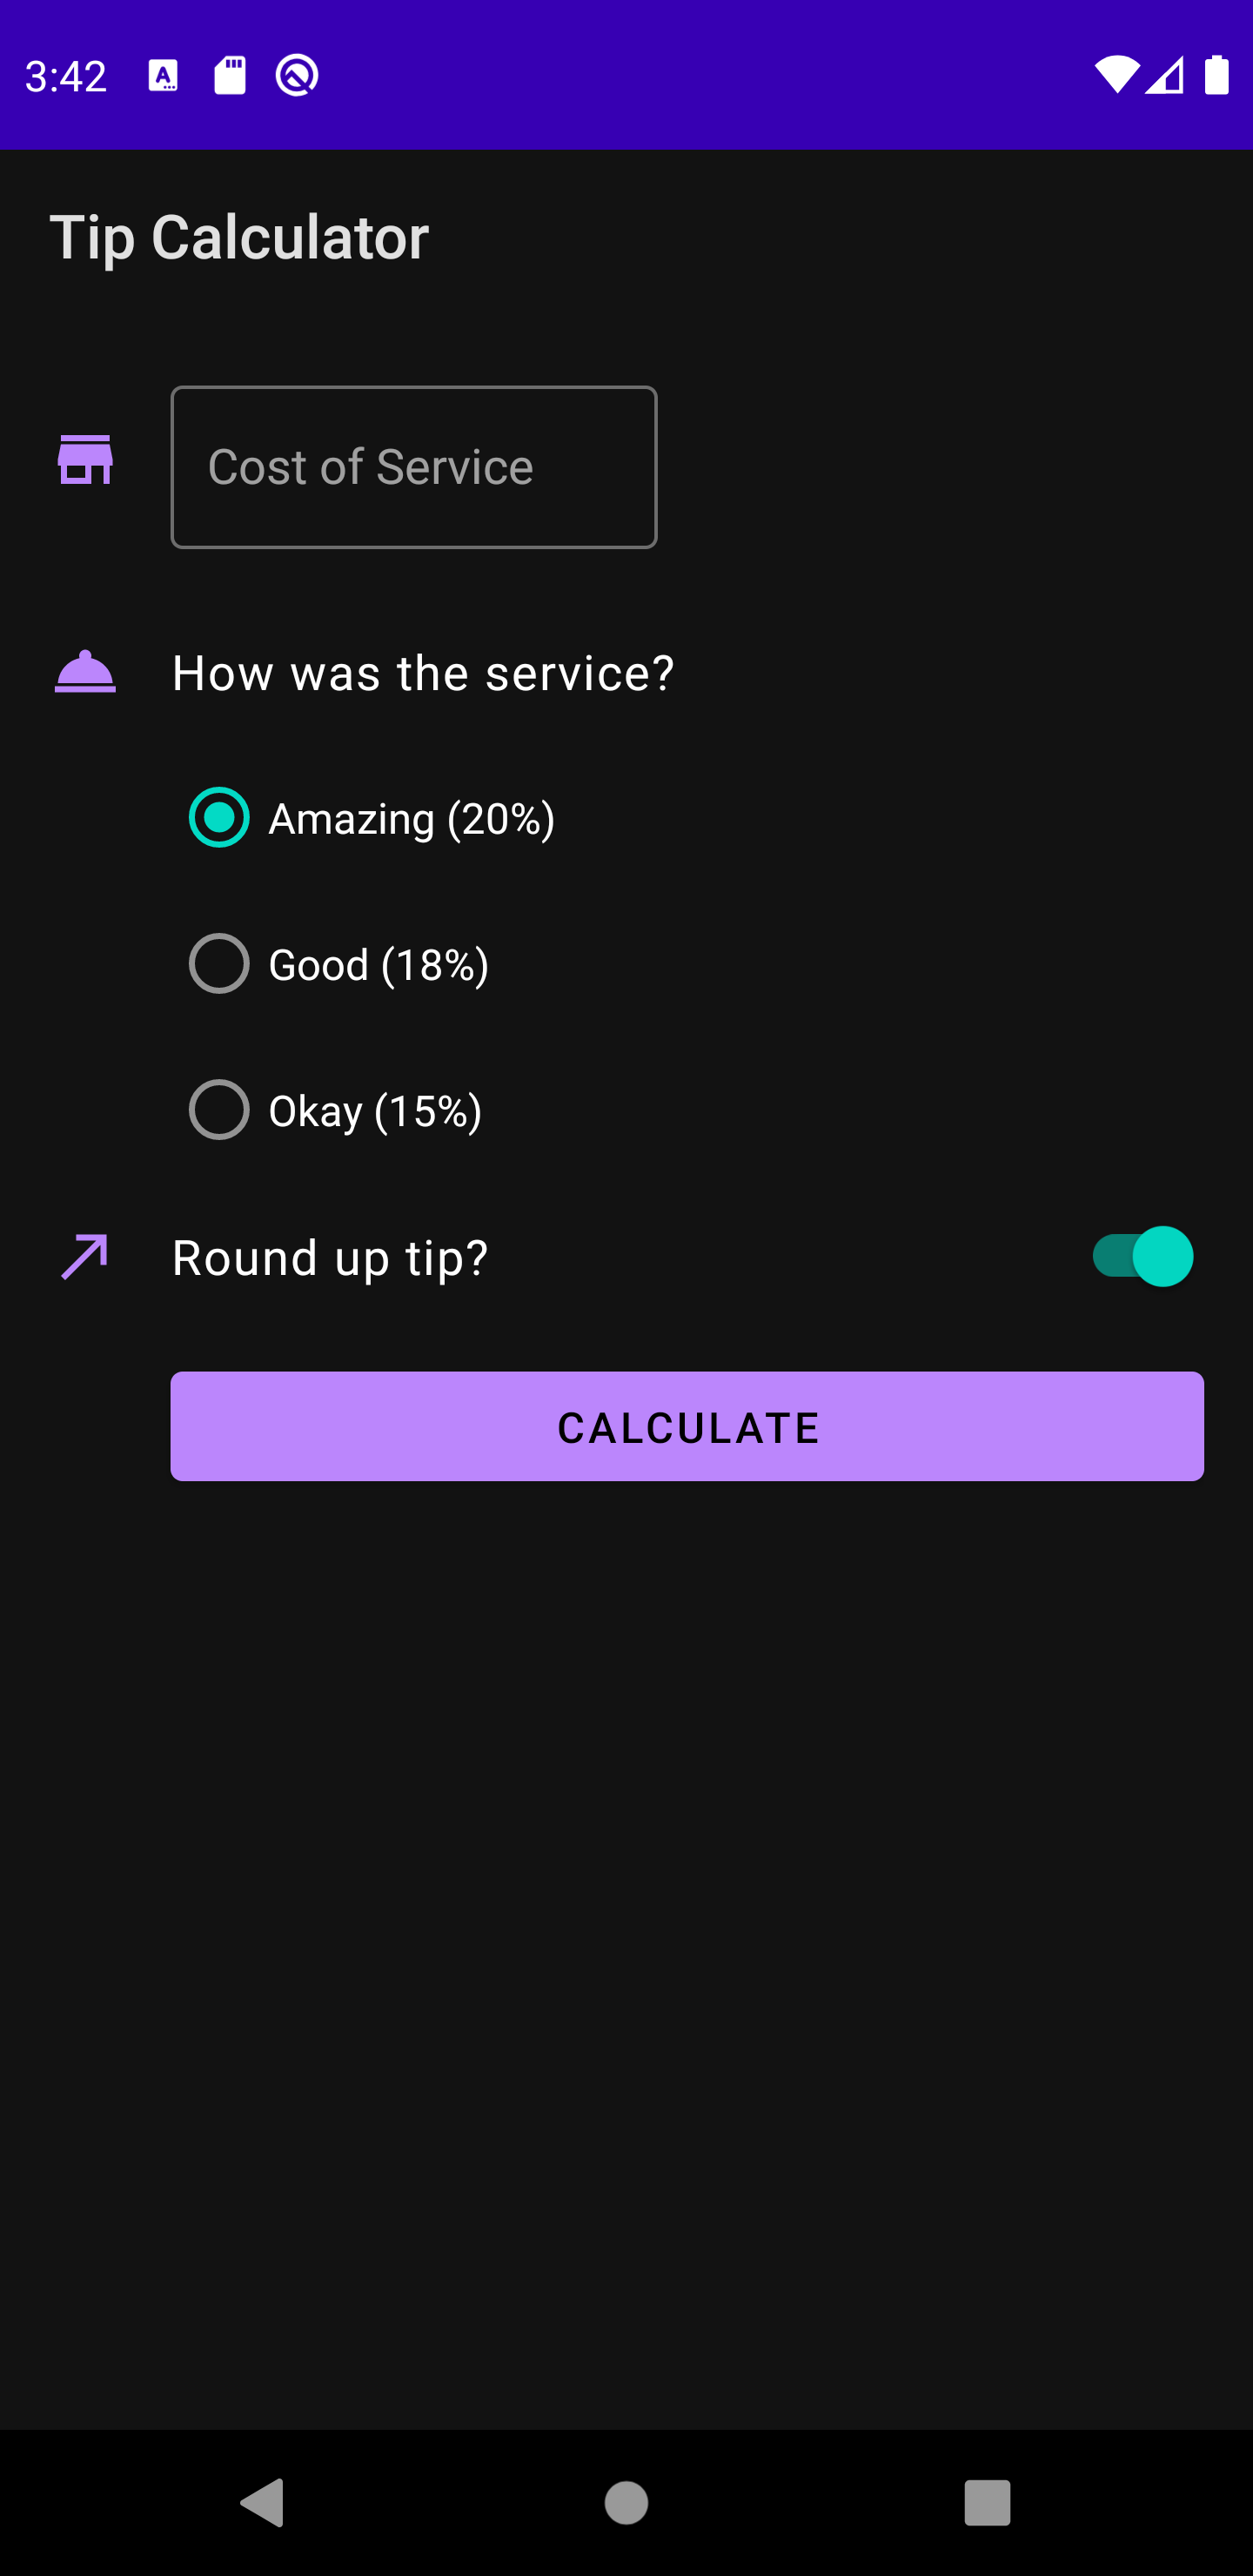 3:42
Tip Calculator
Cost of Service
How was the service?
Amazing (20%)
Good (18%)
Okay (15%)
Round up tip?
CALCULATE